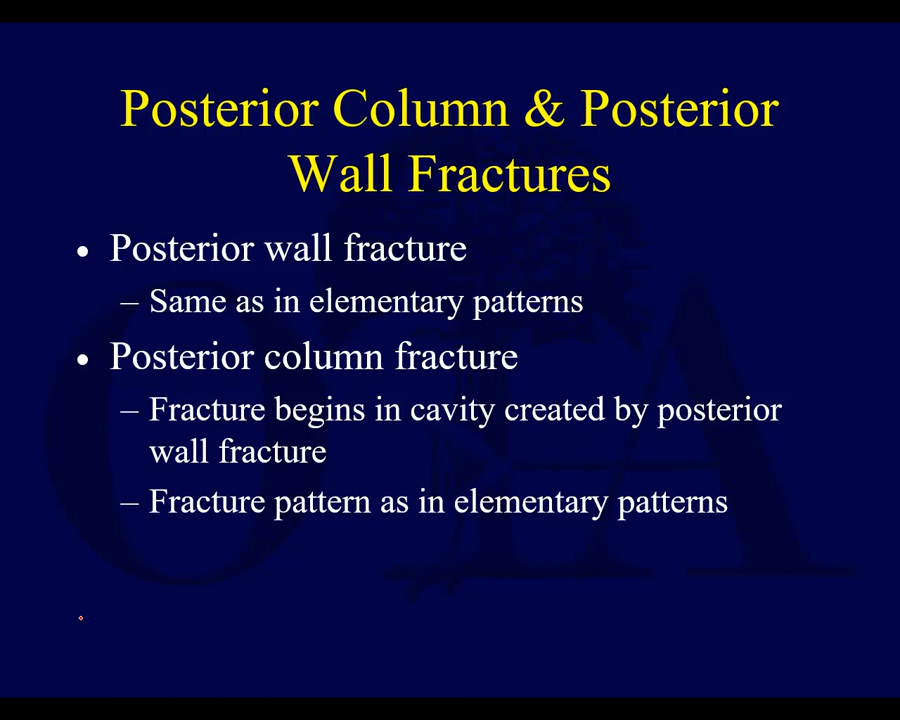 Posterior Column & Posterior
Wall Fractures
• Posterior wall fracture
– Same as in elementary patterns
• Posterior column fracture
– Fracture begins in cavity created by posterior
wall fracture
– Fracture pattern as in elementary patterns
OTA